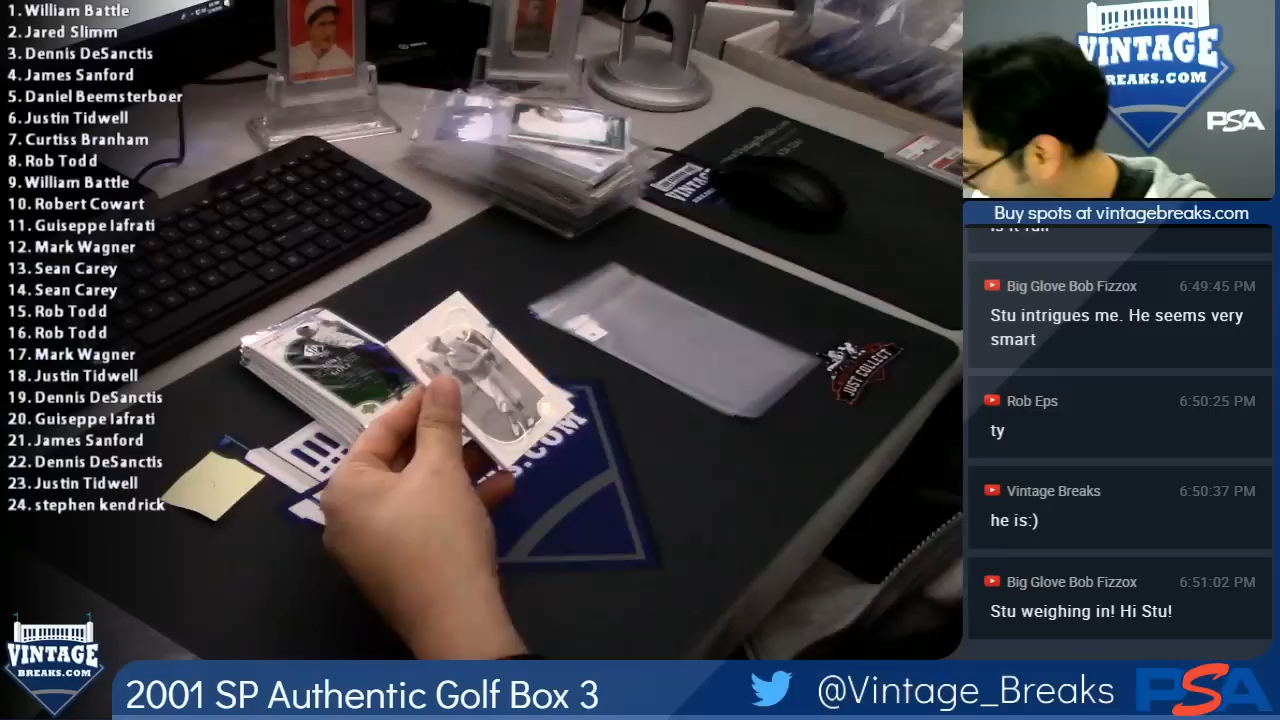 1. William Battle
2. Jared Slimm
3. Dennis DeSanctis
4. James Sanford
5. Daniel Beemsterboer
6. Justin Tidwell
7. Curtiss Branham
8. Rob Todd
9. William Battle
10. Robert Cowart
11. Guiseppe Iafrati
12. Mark Wagner
13. Sean Carey
14. Sean Carey
15. Rob Todd
16. Rob Todd
17. Mark Wagner
18. Justin Tidwell
19. Dennis DeSanctis
20. Guiseppe Iafrati
21. James Sanford
22. Dennis DeSanctis
23. Justin Tidwell
24. stephen kendrick
VINTAGE
BREAKS.COM
2001 SP Authentic Golf Box 3
@Vintage_Breaks
PSA
VINTAGE
JUST COLLECT
VINTAGE
BREAKS.COM
PSA
Buy spots at vintagebreaks.com
Big Glove Bob Fizzox 6:49:45 PM
Stu intrigues me. He seems very
smart
Rob Eps 6:50:25 PM
ty
Vintage Breaks 6:50:37 PM
he is:)
Big Glove Bob Fizzox 6:51:02 PM
Stu weighing in! Hi Stu!